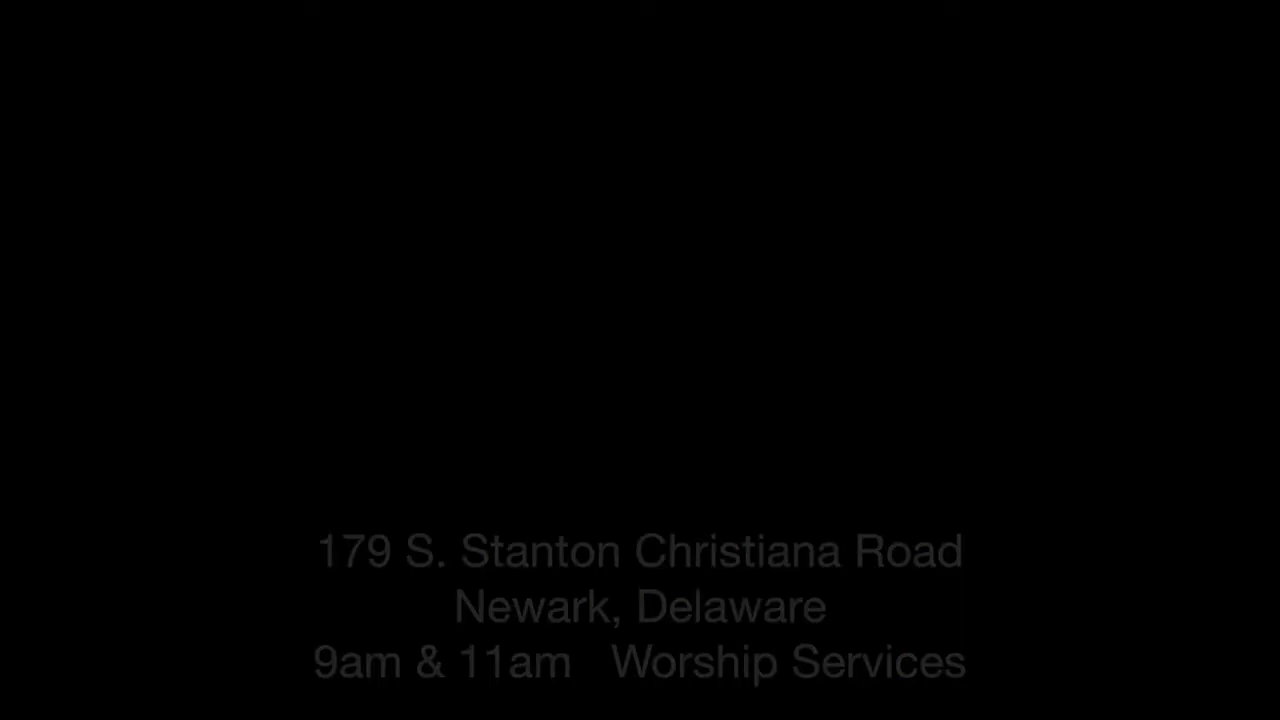 179 S. Stanton Christiana Road
Newark, Delaware
9am & 11am Worship Services